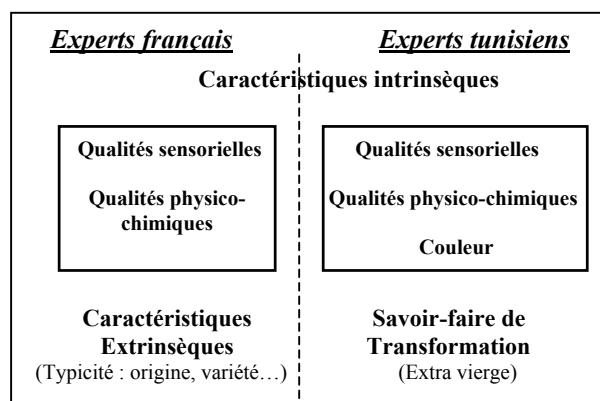 Experts français
Experts tunisiens
Caractéristiques intrinsèques
Qualités sensorielles
Qualités physico-
chimiques
Qualités sensorielles
Qualités physico-chimiques
Couleur
Caractéristiques
Extrinsèques
(Typicité : origine, variété…)
Savoir-faire de
Transformation
(Extra vierge)